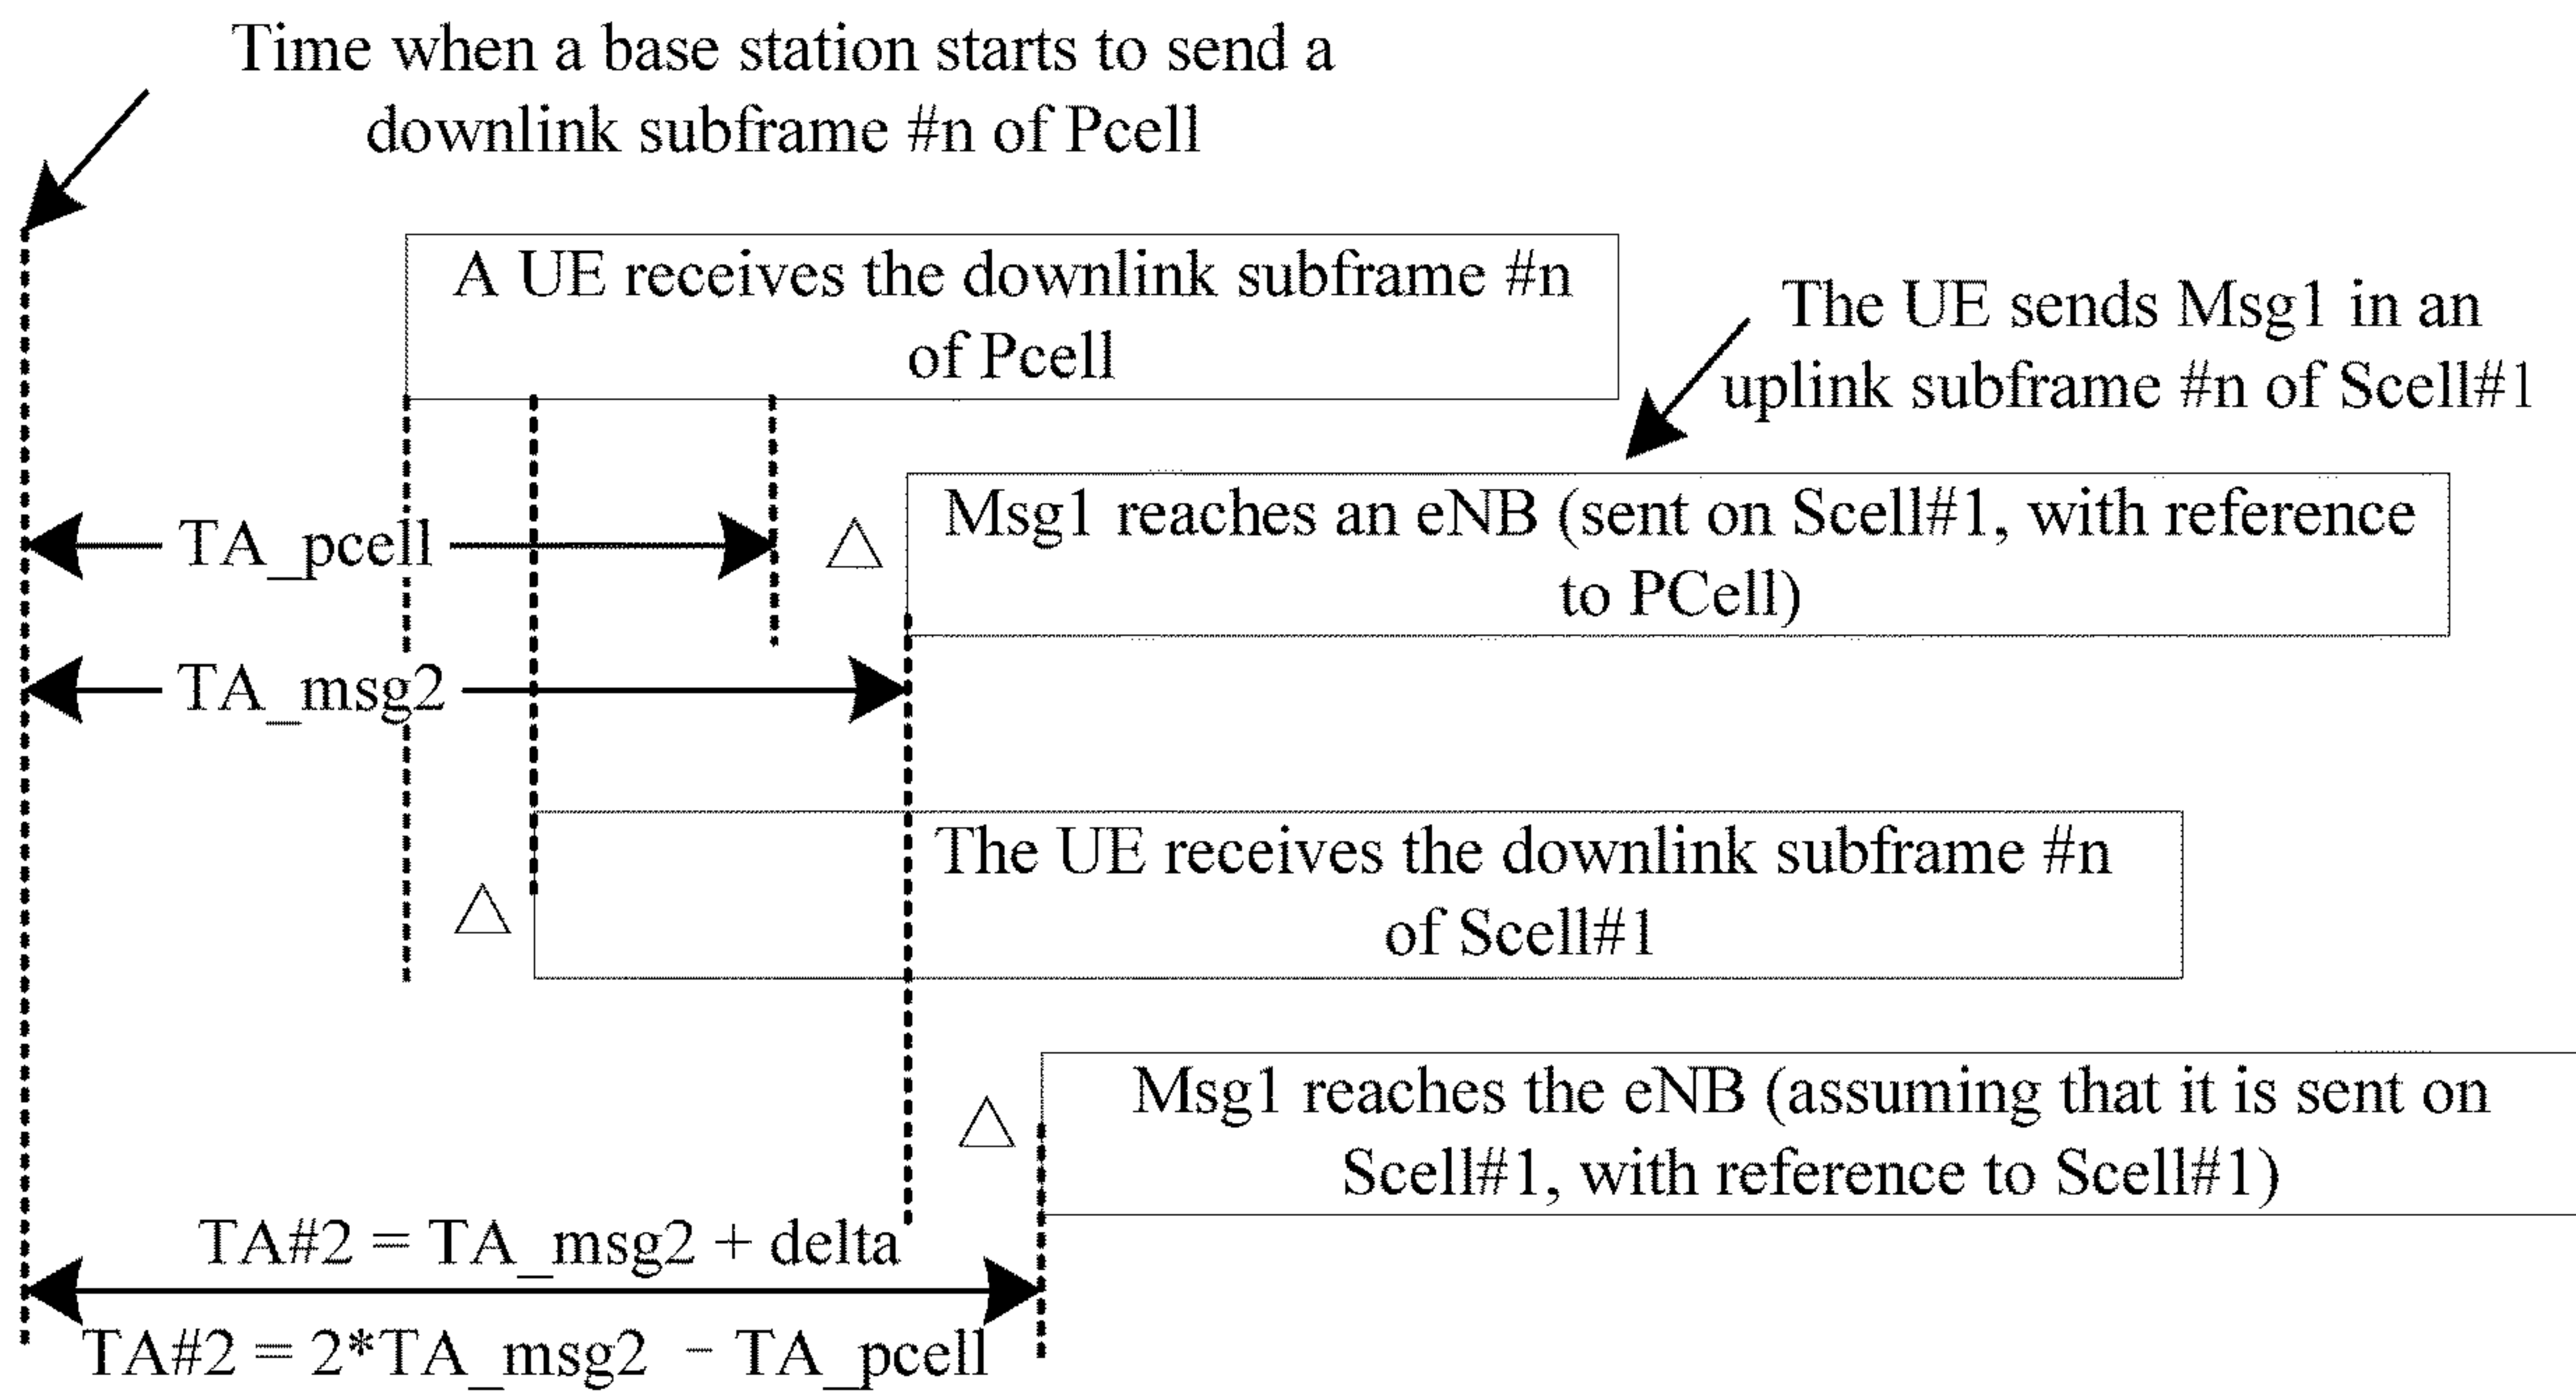 Time when a base station starts to send a
downlink subframe #n of Pcell
A UE receives the downlink subframe #n
of Pcell
The UE sends Msg1 in an
uplink subframe #n of Scell#1
TA_pcell
△
Msg1 reaches an eNB (sent on Scell#1, with reference
to PCell)
TA_msg2
The UE receives the downlink subframe #n
of Scell#1
△
Msg1 reaches the eNB (assuming that it is sent on
Scell#1, with reference to Scell#1)
△
TA#2 = TA_msg2 + delta
TA#2 = 2*TA_msg2 − TA_pcell